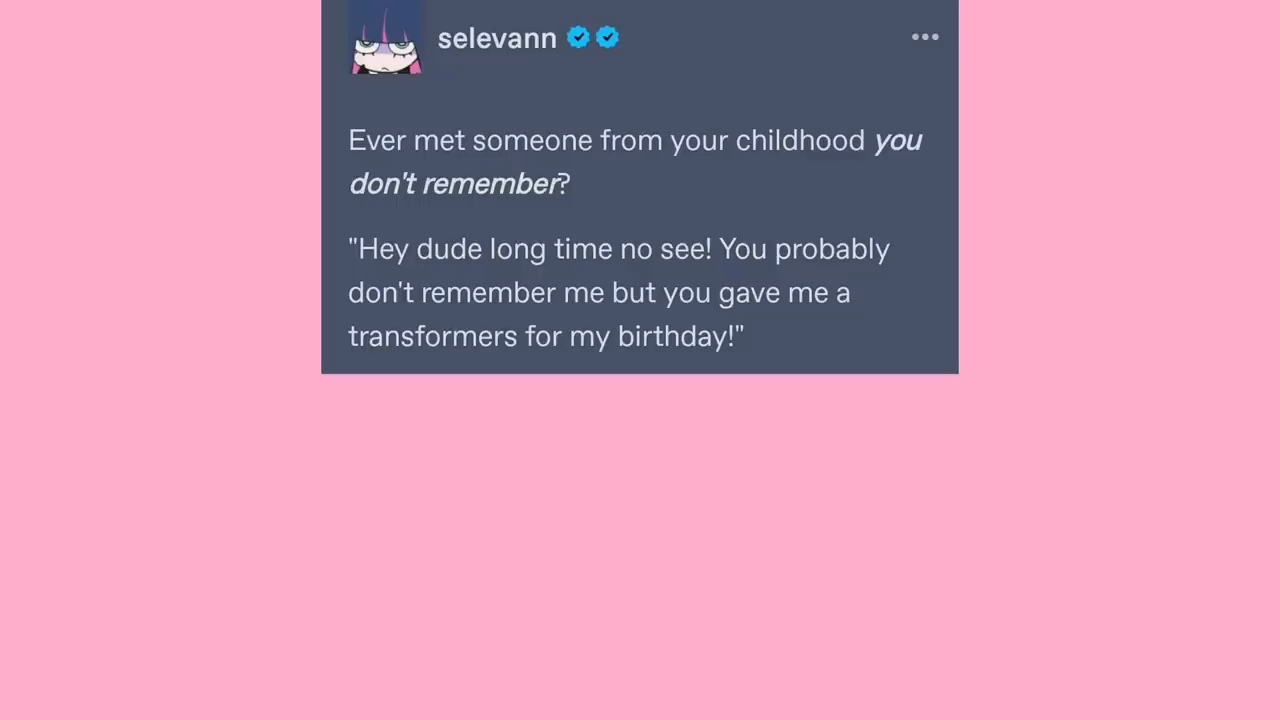 selevann
Ever met someone from your childhood you
don't remember?
"Hey dude long time no see! You probably
don't remember me but you gave me a
transformers for my birthday!"